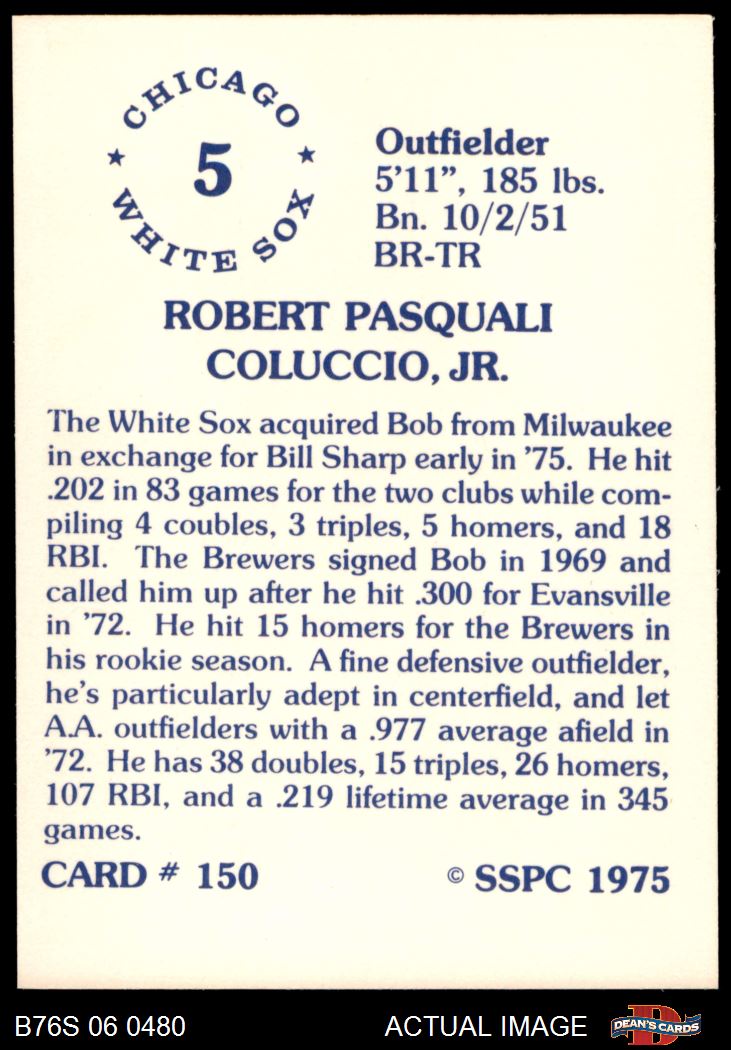 CHICAGO
5
WHITE SOX
Outfielder
5'11”, 185 lbs.
Bn. 10/2/51
BR-TR
ROBERT PASQUALI
COLUCCIO, JR.
The White Sox acquired Bob from Milwaukee
in exchange for Bill Sharp early in ’75. He hit
.202 in 83 games for the two clubs while com-
piling 4 coubles, 3 triples, 5 homers, and 18
RBI. The Brewers signed Bob in 1969 and
called him up after he hit .300 for Evansville
in ’72. He hit 15 homers for the Brewers in
his rookie season. A fine defensive outfielder,
he’s particularly adept in centerfield, and let
A.A. outfielders with a .977 average afield in
’72. He has 38 doubles, 15 triples, 26 homers,
107 RBI, and a .219 lifetime average in 345
games.
CARD # 150
© SSPC 1975
B76S 06 0480
ACTUAL IMAGE
D
DEAN'S CARDS